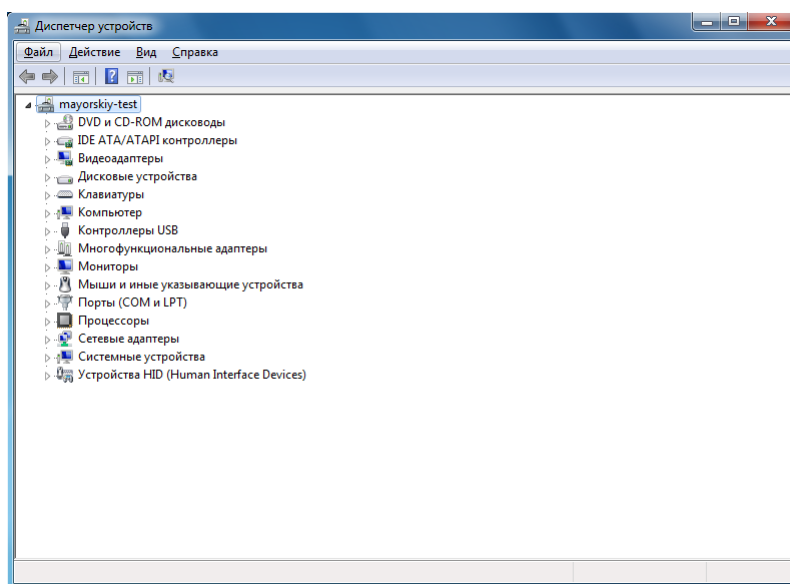 Диспетчер устройств
Файл Действие Вид Справка
mayorskiy-test
DVD и CD-ROM дисководы
IDE ATA/ATAPI контроллеры
Видеоадаптеры
Дисковые устройства
Клавиатуры
Компьютер
Контроллеры USB
Многофункциональные адаптеры
Мониторы
Мыши и иные указывающие устройства
Порты (COM и LPT)
Процессоры
Сетевые адаптеры
Системные устройства
Устройства HID (Human Interface Devices)